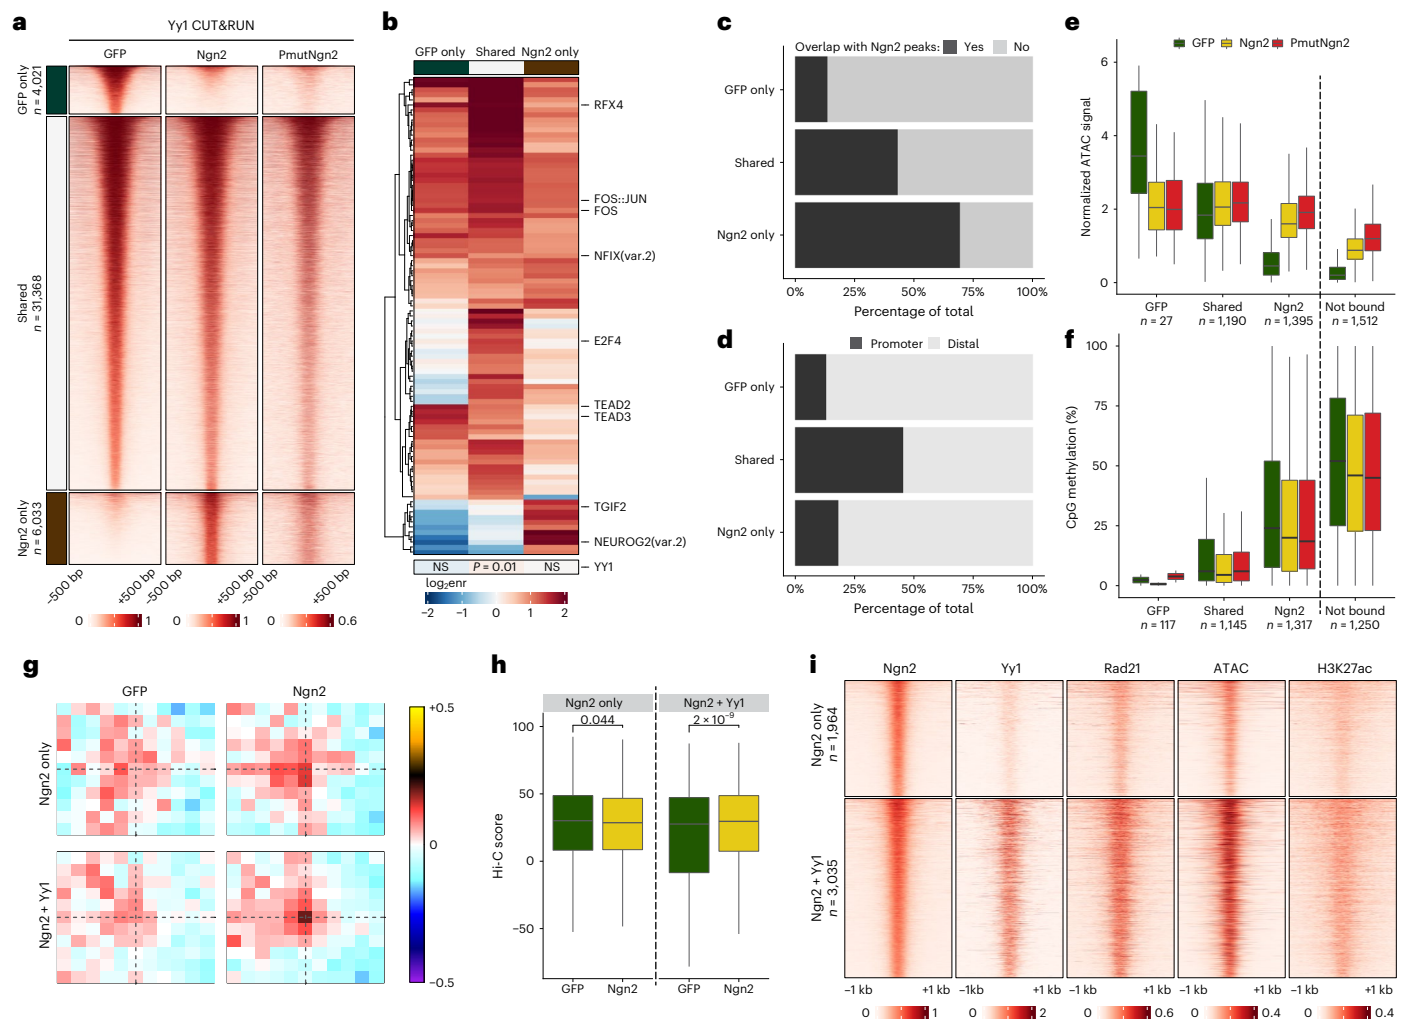 a
Yy1 CUT&RUN
GFP
Ngn2
PmutNgn2
GFP only
n = 4,021
Shared
n = 31,368
Ngn2 only
n = 6,033
–500 bp
+500 bp
–500 bp
+500 bp
–500 bp
+500 bp
0
1
0
1
0
0.6
b
GFP only
Shared
Ngn2 only
RFX4
FOS::JUN
FOS
NFIX(var.2)
E2F4
TEAD2
TEAD3
TGIF2
NEUROG2(var.2)
NS
P = 0.01
NS
YY1
log2enr
–2
–1
0
1
2
c
Overlap with Ngn2 peaks:
Yes
No
GFP only
Shared
Ngn2 only
0%
25%
50%
75%
100%
Percentage of total
d
Promoter
Distal
GFP only
Shared
Ngn2 only
0%
25%
50%
75%
100%
Percentage of total
e
GFP
Ngn2
PmutNgn2
Normalized ATAC signal
6
4
2
0
GFP
n = 27
Shared
n = 1,190
Ngn2
n = 1,395
Not bound
n = 1,512
f
CpG methylation (%)
100
75
50
25
0
GFP
n = 117
Shared
n = 1,145
Ngn2
n = 1,317
Not bound
n = 1,250
g
GFP
Ngn2
Ngn2 only
Ngn2 + Yy1
+0.5
0
–0.5
h
Ngn2 only
Ngn2 + Yy1
0.044
2 × 10–9
Hi-C score
100
50
0
–50
GFP
Ngn2
GFP
Ngn2
i
Ngn2
Yy1
Rad21
ATAC
H3K27ac
Ngn2 only
n = 1,964
Ngn2 + Yy1
n = 3,035
–1 kb
+1 kb
–1kb
+1 kb
–1 kb
+1 kb
–1 kb
+1 kb
–1 kb
+1 kb
0
1
0
2
0
0.6
0
0.4
0
0.4